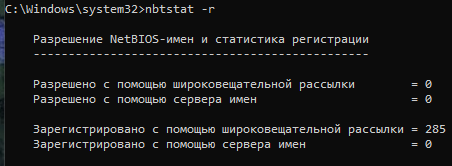 C:\Windows\system32>nbtstat -r
Разрешение NetBIOS-имен и статистика регистрации
----------------------------------------------------
Разрешено с помощью широковещательной рассылки = 0
Разрешено с помощью сервера имен = 0
Зарегистрировано с помощью широковещательной рассылки = 285
Зарегистрировано с помощью сервера имен = 0